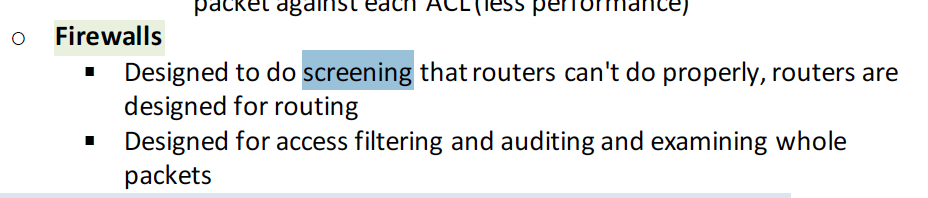 packet against each ACL (less performance)
o Firewalls
▪ Designed to do screening that routers can't do properly, routers are
designed for routing
▪ Designed for access filtering and auditing and examining whole
packets